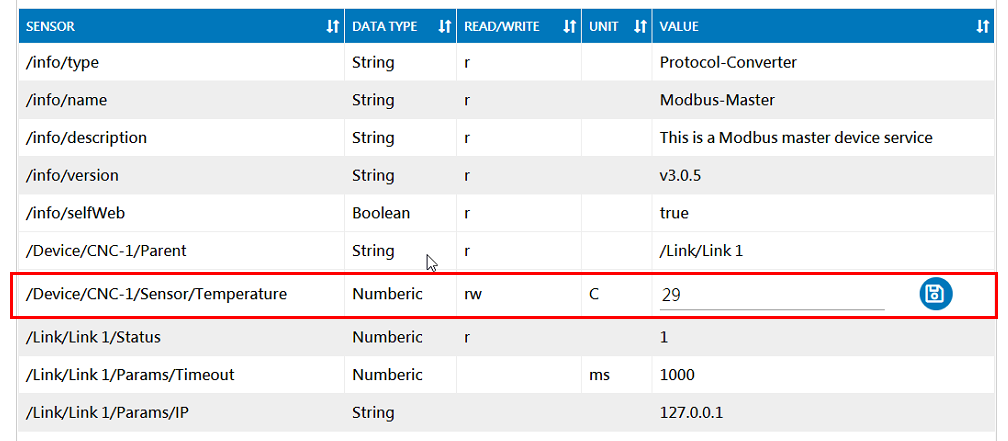 SENSOR DATA TYPE READ/WRITE UNIT VALUE
/info/type String r Protocol-Converter
/info/name String r Modbus-Master
/info/description String r This is a Modbus master device service
/info/version String r v3.0.5
/info/selfWeb Boolean r true
/Device/CNC-1/Parent String r /Link/Link 1
/Device/CNC-1/Sensor/Temperature Numberic rw C 29
/Link/Link 1/Status Numberic r 1
/Link/Link 1/Params/Timeout Numberic ms 1000
/Link/Link 1/Params/IP String 127.0.0.1